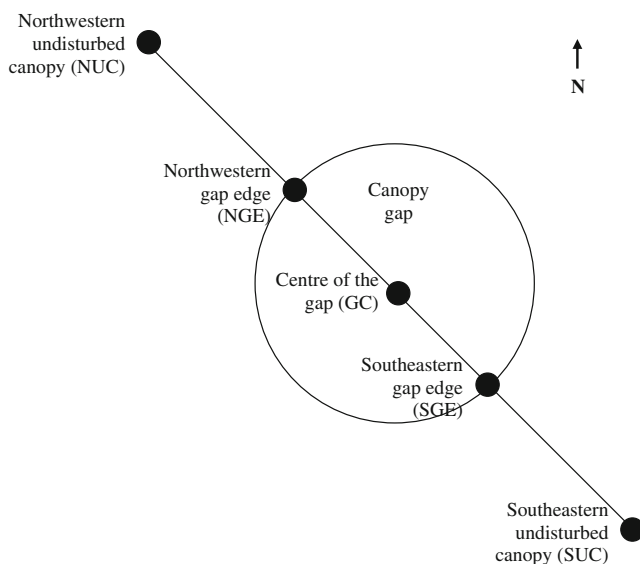 Northwestern
undisturbed
canopy (NUC)
N
Northwestern
gap edge
(NGE)
Canopy
gap
Centre of the
gap (GC)
Southeastern
gap edge
(SGE)
Southeastern
undisturbed
canopy (SUC)